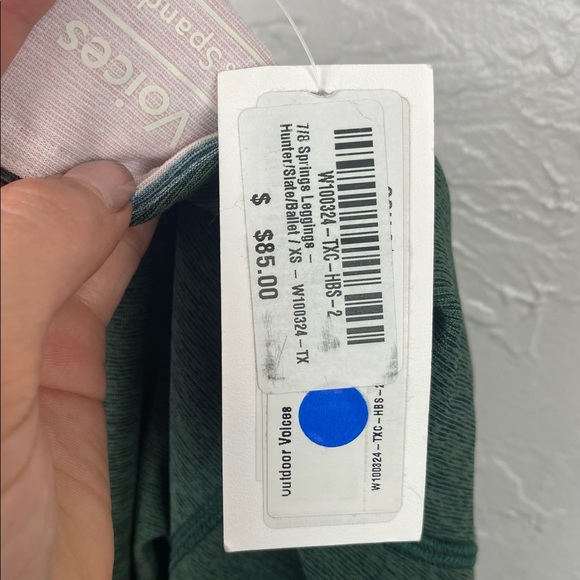 Voices
Spand
7/8 Springs Leggings –
Hunter/Slate/Ballet / XS – W100324 – TX
$ $85.00
W100324 – TXC – HBS – 2
Outdoor Voices
W100324 – TXC – HBS – 2